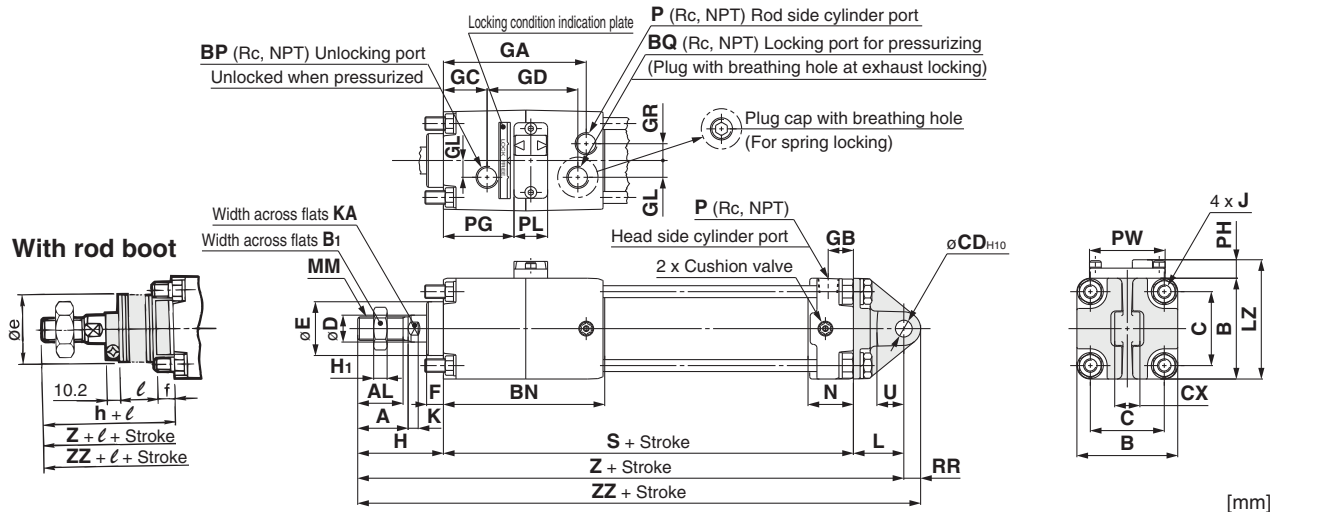 Locking condition indication plate
P (Rc, NPT) Rod side cylinder port
BP (Rc, NPT) Unlocking port
GA
BQ (Rc, NPT) Locking port for pressurizing
Unlocked when pressurized
GC
GD
(Plug with breathing hole at exhaust locking)
GR
Plug cap with breathing hole
(For spring locking)
GL
GL
Width across flats KA
PG
PL
P (Rc, NPT)
4 x J
With rod boot
Width across flats B1
Head side cylinder port
GB
øCDH10
PW
PH
MM
2 x Cushion valve
øe
øE
øD
C
B
LZ
H1
10.2
ℓ
f
AL
F
BN
N
U
CX
h + ℓ
A
K
C
Z + ℓ + Stroke
H
S + Stroke
L
B
ZZ + ℓ + Stroke
Z + Stroke
RR
ZZ + Stroke
[mm]